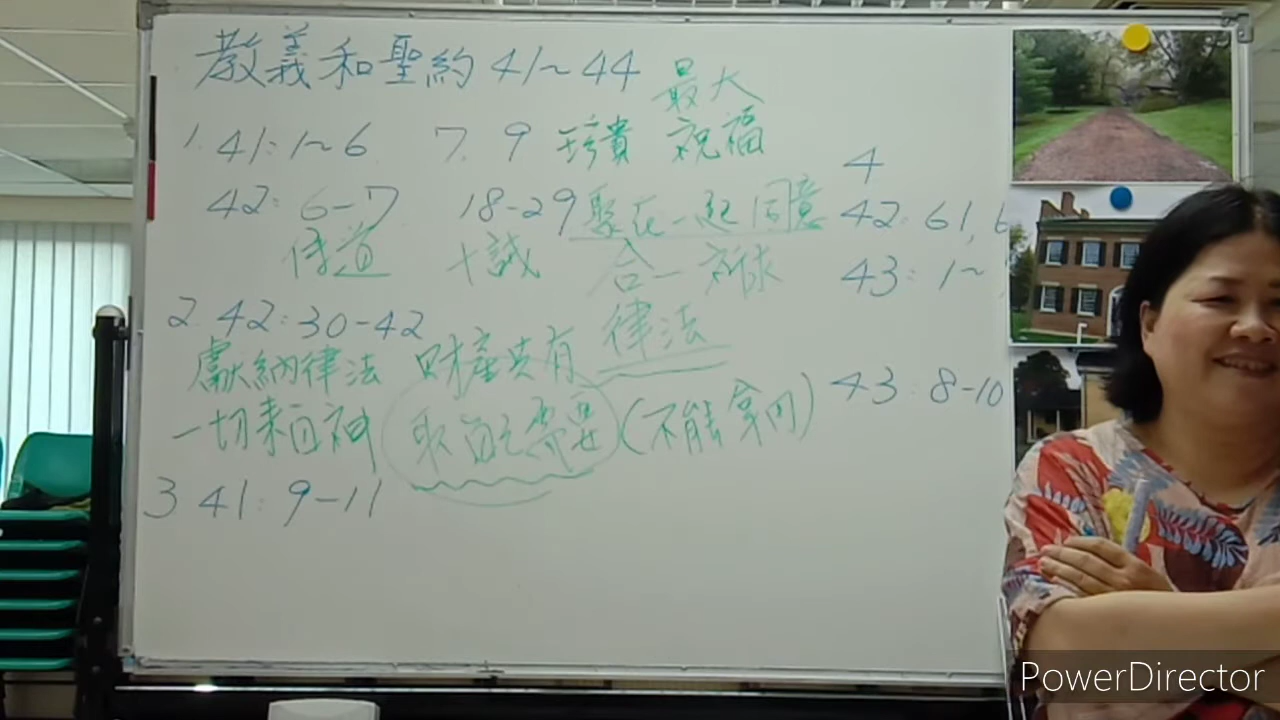 教義和聖約 41~44
最大
1. 41:1~6 7, 9 珍貴 祝福
42: 6-7 18-29 聚在一起同意
傳道 十誡 合一祈求
律法
2. 42:30-42
獻納律法 財產共有
一切來自神 取自己需要 (不能拿回)
3 41: 9-11
4
42: 61, 6
43: 1~
43: 8-10
PowerDirector